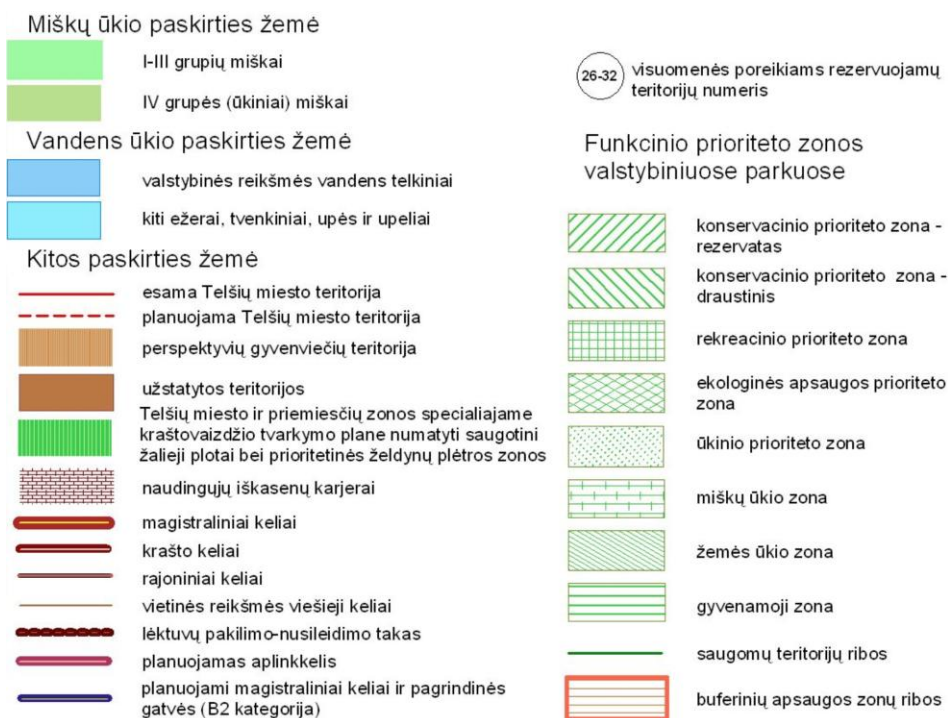 Miškų ūkio paskirties žemė
I-III grupių miškai
IV grupės (ūkiniai) miškai
Vandens ūkio paskirties žemė
valstybinės reikšmės vandens telkiniai
kiti ežerai, tvenkiniai, upės ir upeliai
Kitos paskirties žemė
esama Telšių miesto teritorija
planuojama Telšių miesto teritorija
perspektyvių gyvenviečių teritorija
užstatytos teritorijos
Telšių miesto ir priemiesčių zonos specialiajame
kraštovaizdžio tvarkymo plane numatyti saugotini
žalieji plotai bei prioritetinės želdynų plėtros zonos
naudingųjų iškasenų karjerai
magistraliniai keliai
krašto keliai
rajoniniai keliai
vietinės reikšmės viešieji keliai
lėktuvų pakilimo-nusileidimo takas
planuojamas aplinkkelis
planuojami magistraliniai keliai ir pagrindinės
gatvės (B2 kategorija)
26-32
visuomenės poreikiams rezervuojamų
teritorijų numeris
Funkcinio prioriteto zonos
valstybiniuose parkuose
konservacinio prioriteto zona -
rezervatas
konservacinio prioriteto zona -
draustinis
rekreacinio prioriteto zona
ekologinės apsaugos prioriteto
zona
ūkinio prioriteto zona
miškų ūkio zona
žemės ūkio zona
gyvenamoji zona
saugomų teritorijų ribos
buferinių apsaugos zonų ribos